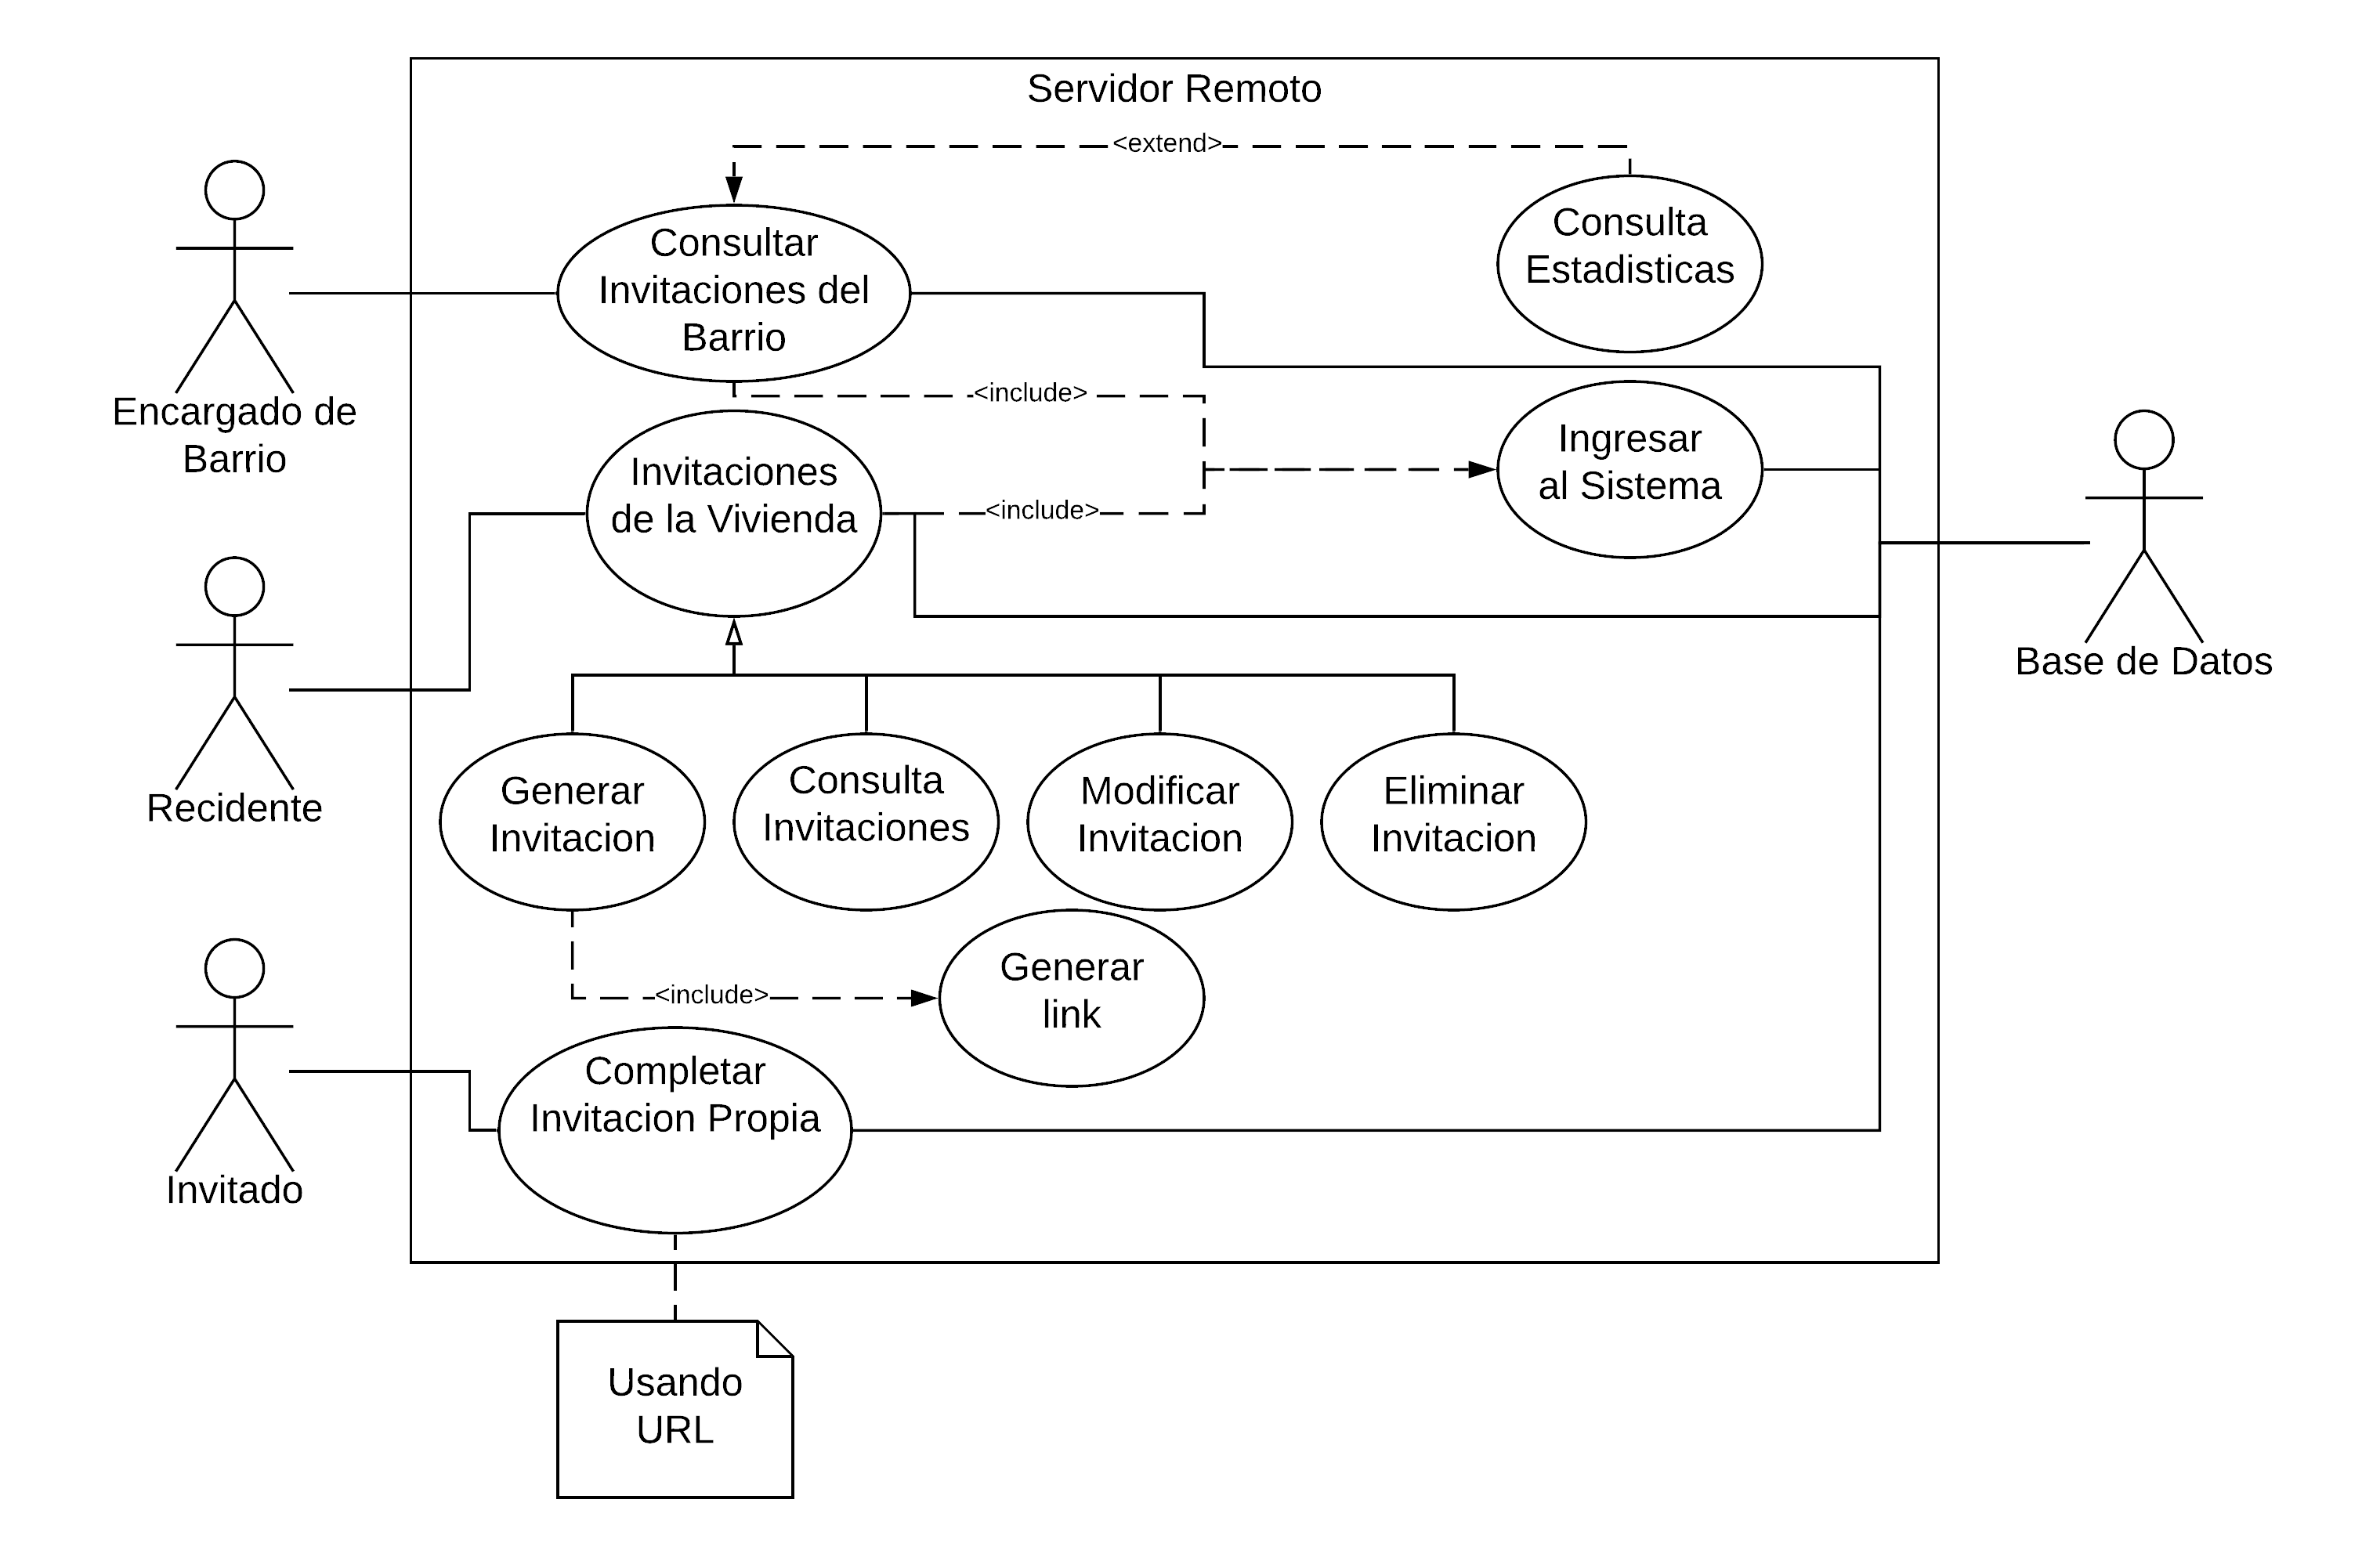 Servidor Remoto
<extend>
Consultar
Invitaciones del
Barrio
Consulta
Estadisticas
Encargado de
Barrio
<include>
Invitaciones
de la Vivienda
<include>
Ingresar
al Sistema
Base de Datos
Recidente
Generar
Invitacion
Consulta
Invitaciones
Modificar
Invitacion
Eliminar
Invitacion
<include>
Generar
link
Completar
Invitacion Propia
Invitado
Usando
URL